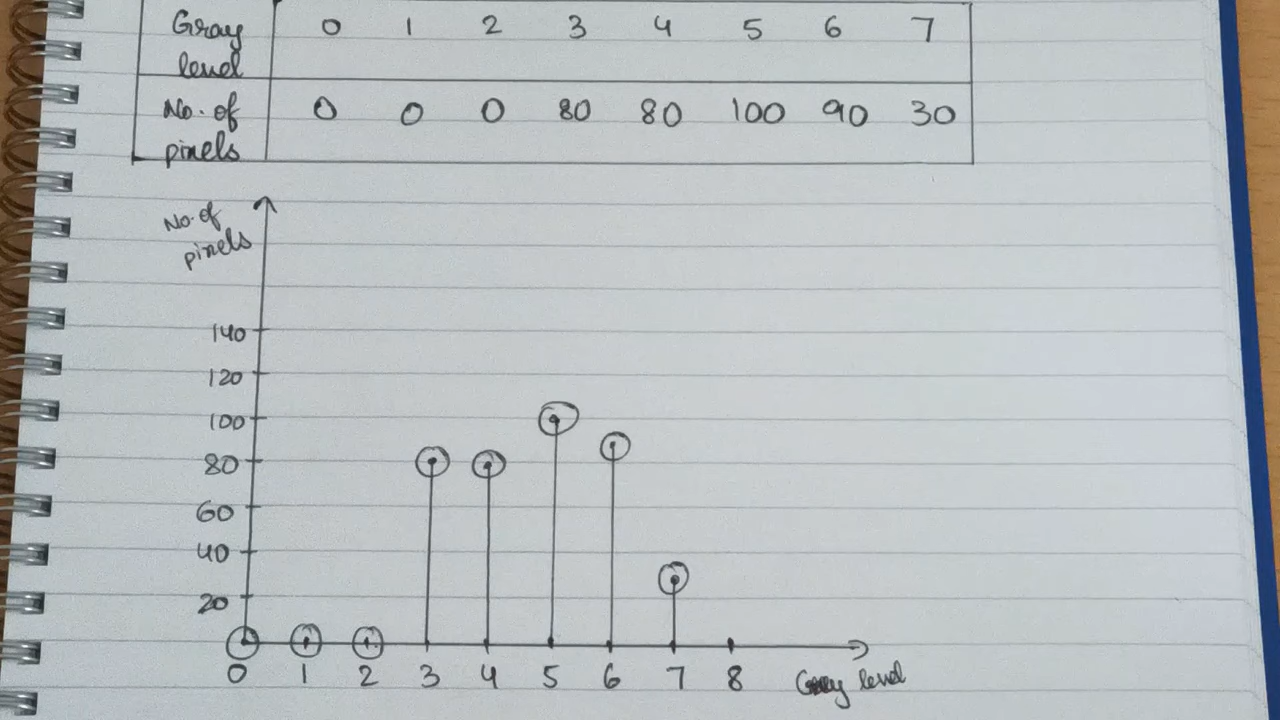 Gray level 0 1 2 3 4 5 6 7
No. of pixels 0 0 0 80 80 100 90 30
No. of
pixels
140
120
100
80
60
40
20
0 1 2 3 4 5 6 7 8 Gray level